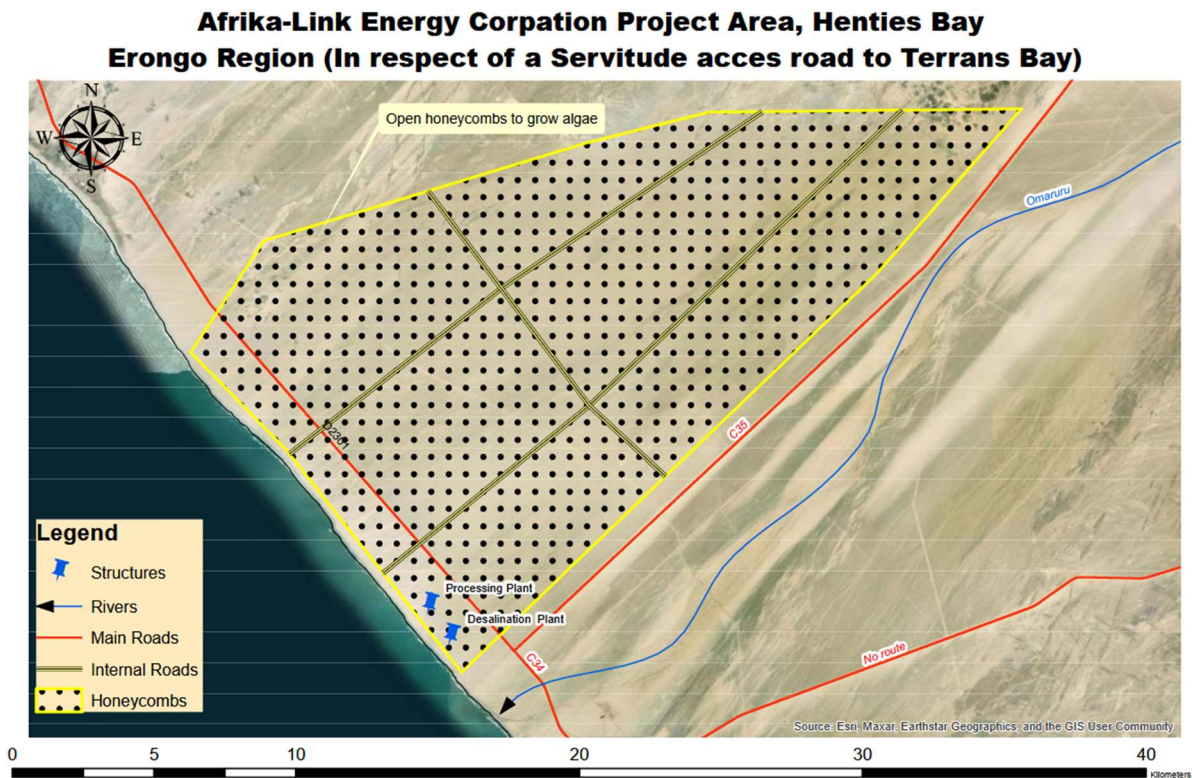 Afrika-Link Energy Corpation Project Area, Henties Bay
Erongo Region (In respect of a Servitude acces road to Terrans Bay)
N
W
E
S
Open honeycombs to grow algae
Omaruru
D2301
C35
Processing Plant
Desalination Plant
C34
No route
Legend
Structures
Rivers
Main Roads
Internal Roads
Honeycombs
Source: Esri, Maxar, Earthstar Geographics, and the GIS User Community
0 5 10 20 30 40
Kilometers